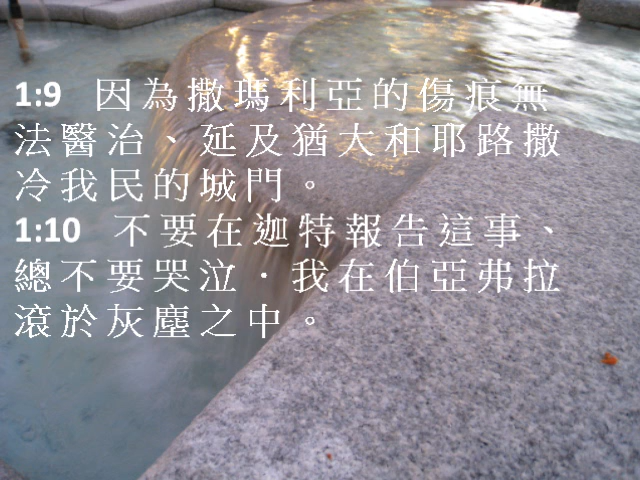 1:9 因為撒瑪利亞的傷痕無
法醫治、延及猶大和耶路撒
冷我民的城門。
1:10 不要在迦特報告這事、
總不要哭泣．我在伯亞弗拉
滾於灰塵之中。